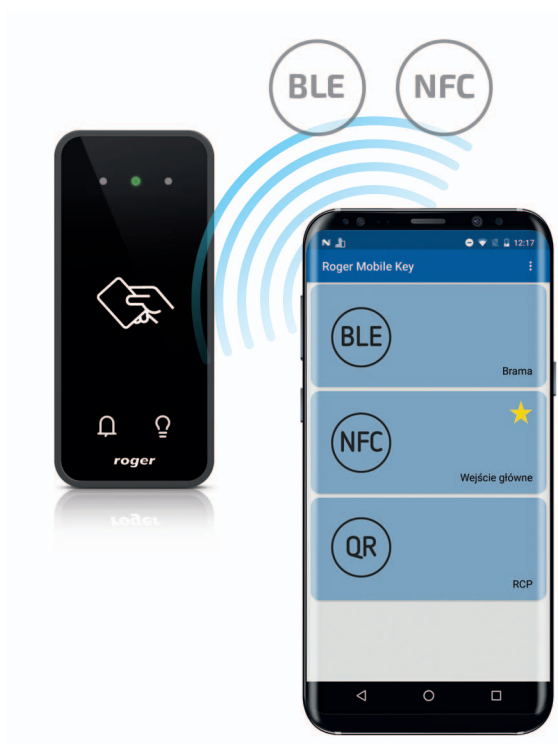 BLE NFC
12:17
Roger Mobile Key
BLE
Brama
NFC
Wejście główne
QR
RCP
roger